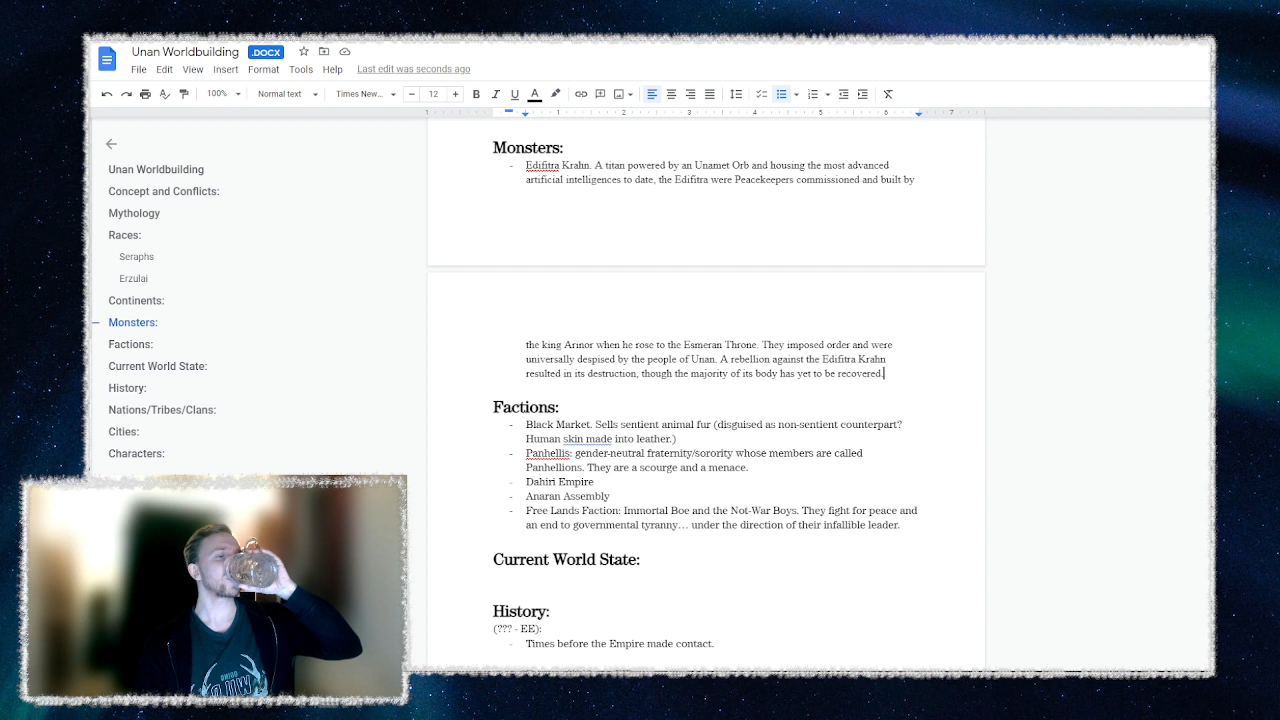 Unan Worldbuilding .DOCX
File Edit View Insert Format Tools Help Last edit was seconds ago
100% Normal text Times New... 12 B I U A
1 1 2 3 4 5 6 7
Unan Worldbuilding
Concept and Conflicts:
Mythology
Races:
Seraphs
Erzulai
Continents:
Monsters:
Factions:
Current World State:
History:
Nations/Tribes/Clans:
Cities:
Characters:
Monsters:
- Edifitra Krahn. A titan powered by an Unamet Orb and housing the most advanced
artificial intelligences to date, the Edifitra were Peacekeepers commissioned and built by
the king Arinor when he rose to the Esmeran Throne. They imposed order and were
universally despised by the people of Unan. A rebellion against the Edifitra Krahn
resulted in its destruction, though the majority of its body has yet to be recovered.
Factions:
- Black Market. Sells sentient animal fur (disguised as non-sentient counterpart?
Human skin made into leather.)
- Panhellis: gender-neutral fraternity/sorority whose members are called
Panhellions. They are a scourge and a menace.
- Dahiri Empire
- Anaran Assembly
- Free Lands Faction: Immortal Boe and the Not-War Boys. They fight for peace and
an end to governmental tyranny… under the direction of their infallible leader.
Current World State:
History:
(??? - EE):
- Times before the Empire made contact.